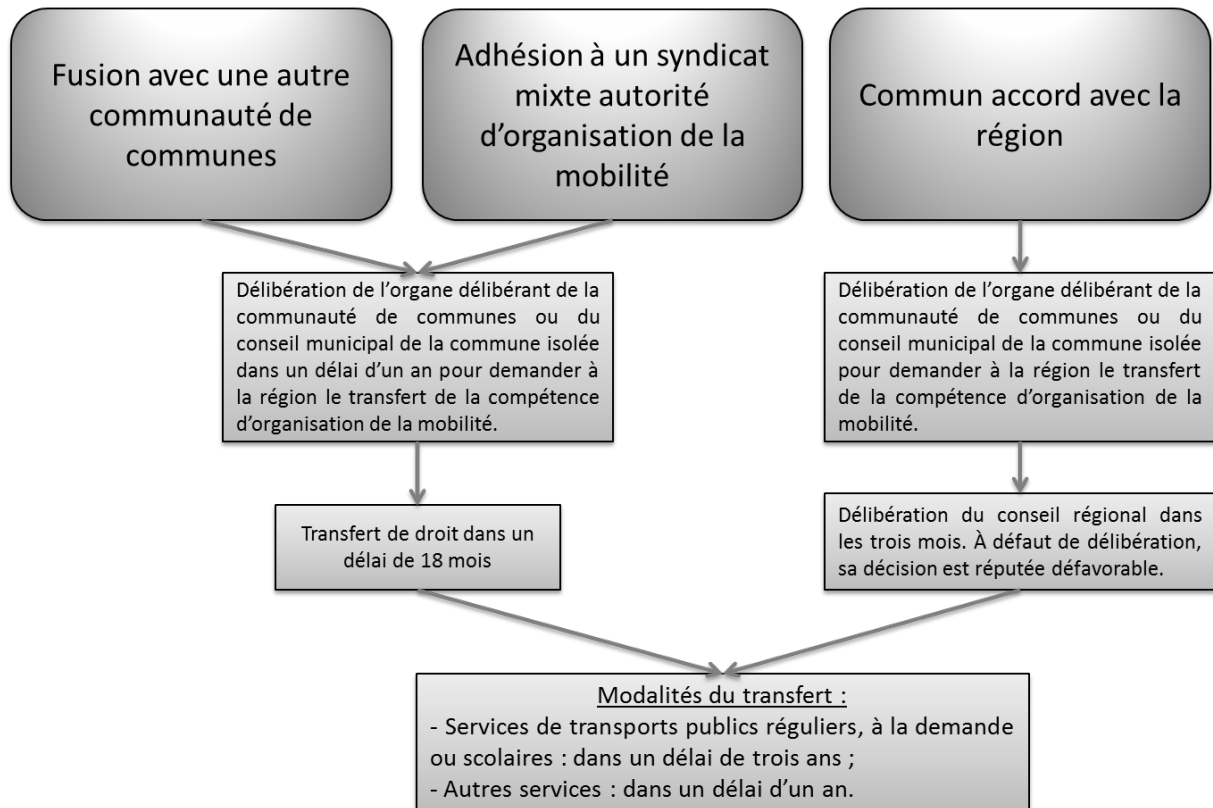 Fusion avec une autre
communauté de
communes
Adhésion à un syndicat
mixte autorité
d’organisation de la
mobilité
Commun accord avec la
région
Délibération de l’organe délibérant de la
communauté de communes ou du
conseil municipal de la commune isolée
dans un délai d’un an pour demander à
la région le transfert de la compétence
d’organisation de la mobilité.
Délibération de l’organe délibérant de la
communauté de communes ou du
conseil municipal de la commune isolée
pour demander à la région le transfert
de la compétence d’organisation de la
mobilité.
Transfert de droit dans un
délai de 18 mois
Délibération du conseil régional dans
les trois mois. À défaut de délibération,
sa décision est réputée défavorable.
Modalités du transfert :
- Services de transports publics réguliers, à la demande
ou scolaires : dans un délai de trois ans ;
- Autres services : dans un délai d’un an.